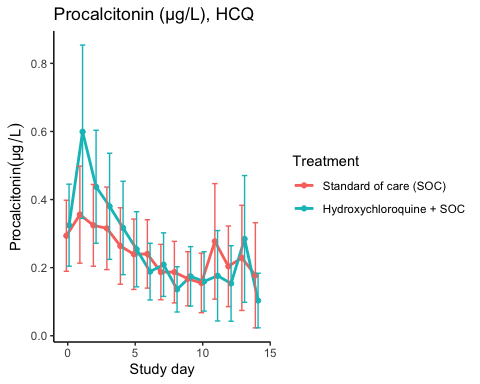 Procalcitonin (µg/L), HCQ
Procalcitonin(µg/L)
0.8
0.6
0.4
0.2
0.0
0
5
10
15
Study day
Treatment
Standard of care (SOC)
Hydroxychloroquine + SOC